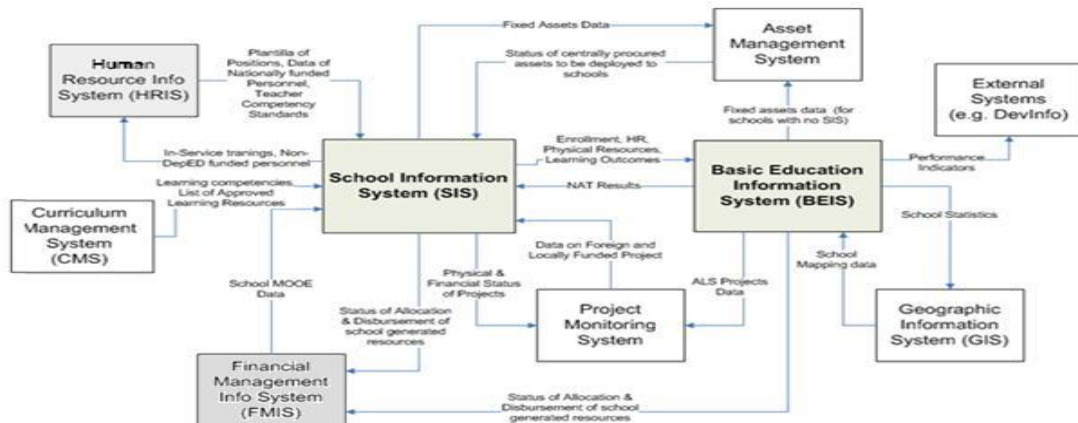 Fixed Assets Data
Asset
Management
System
Status of centrally procured
assets to be deployed to
schools
Human
Resource Info
System (HRIS)
Plantilla of
Positions, Data of
Nationally funded
Personnel,
Teacher
Competency
Standards
External
Systems
(e.g. DevInfo)
Fixed assets data (for
schools with no SIS)
In-Service tranings, Non-
DepED funded personnel
School Information
System (SIS)
Enrollment, HR,
Physical Resources,
Learning Outcomes
NAT Results
Basic Education
Information
System (BEIS)
Performance
Indicators
Learning competencies,
List of Approved
Learning Resources
Curriculum
Management
System
(CMS)
School Statistics
Data on Foreign and
Locally Funded Project
School
Mapping data
School MOOE
Data
Physical &
Financial Status
of Projects
ALS Projects
Data
Status of Allocation
& Disbursement of
school generated
resources
Project
Monitoring
System
Geographic
Information
System (GIS)
Financial
Management
Info System
(FMIS)
Status of Allocation &
Disbursement of school
generated resources